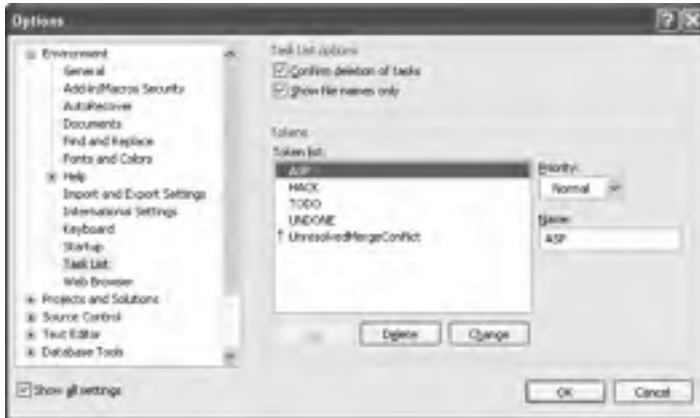 Options
Environment
General
Add-in/Macros Security
AutoRecover
Documents
Find and Replace
Fonts and Colors
Help
Import and Export Settings
International Settings
Keyboard
Startup
Task List
Web Browser
Projects and Solutions
Source Control
Text Editor
Database Tools
Show all settings
Task List options
Confirm deletion of tasks
Show file names only
Tokens
Token list:
ASP
HACK
TODO
UNDONE
UnresolvedMergeConflict
Priority:
Normal
Name:
ASP
Delete
Change
OK
Cancel